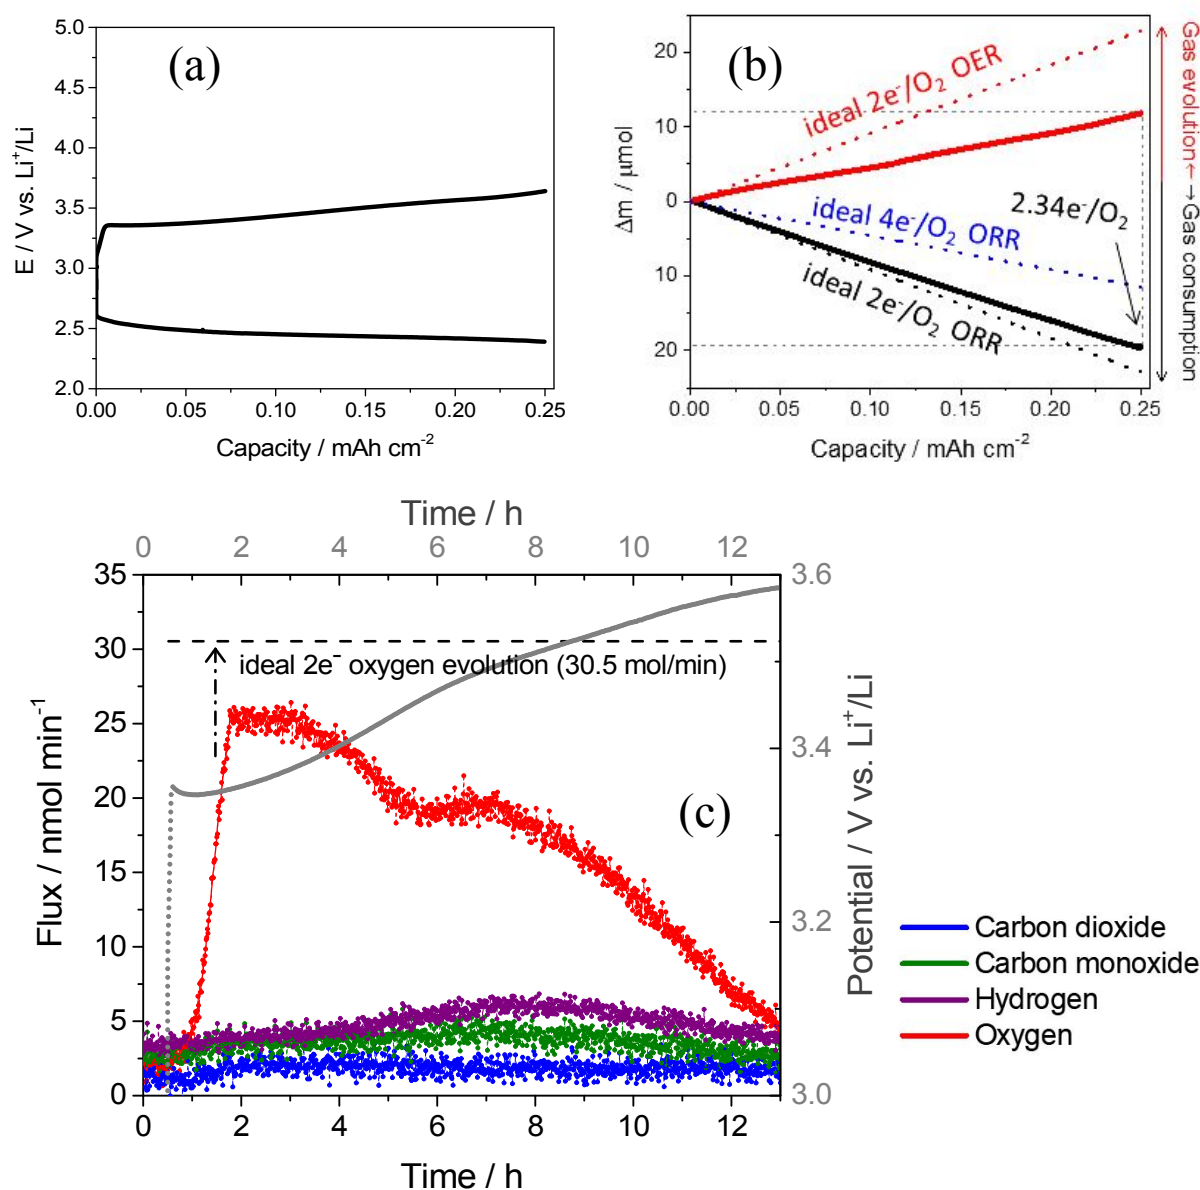 (a)
5.0
4.5
4.0
3.5
3.0
2.5
2.0
E / V vs. Li⁺/Li
0.00 0.05 0.10 0.15 0.20 0.25
Capacity / mAh cm⁻²
(b)
20
10
0
10
20
Δm / μmol
ideal 2e⁻/O₂ OER
ideal 4e⁻/O₂ ORR
ideal 2e⁻/O₂ ORR
2.34e⁻/O₂
Gas evolution← →Gas consumption
0.00 0.05 0.10 0.15 0.20 0.25
Capacity / mAh cm⁻²
Time / h
0 2 4 6 8 10 12
35
30
25
20
15
10
5
0
Flux / nmol min⁻¹
ideal 2e⁻ oxygen evolution (30.5 mol/min)
(c)
3.6
3.4
3.2
3.0
Potential / V vs. Li⁺/Li
0 2 4 6 8 10 12
Time / h
Carbon dioxide
Carbon monoxide
Hydrogen
Oxygen